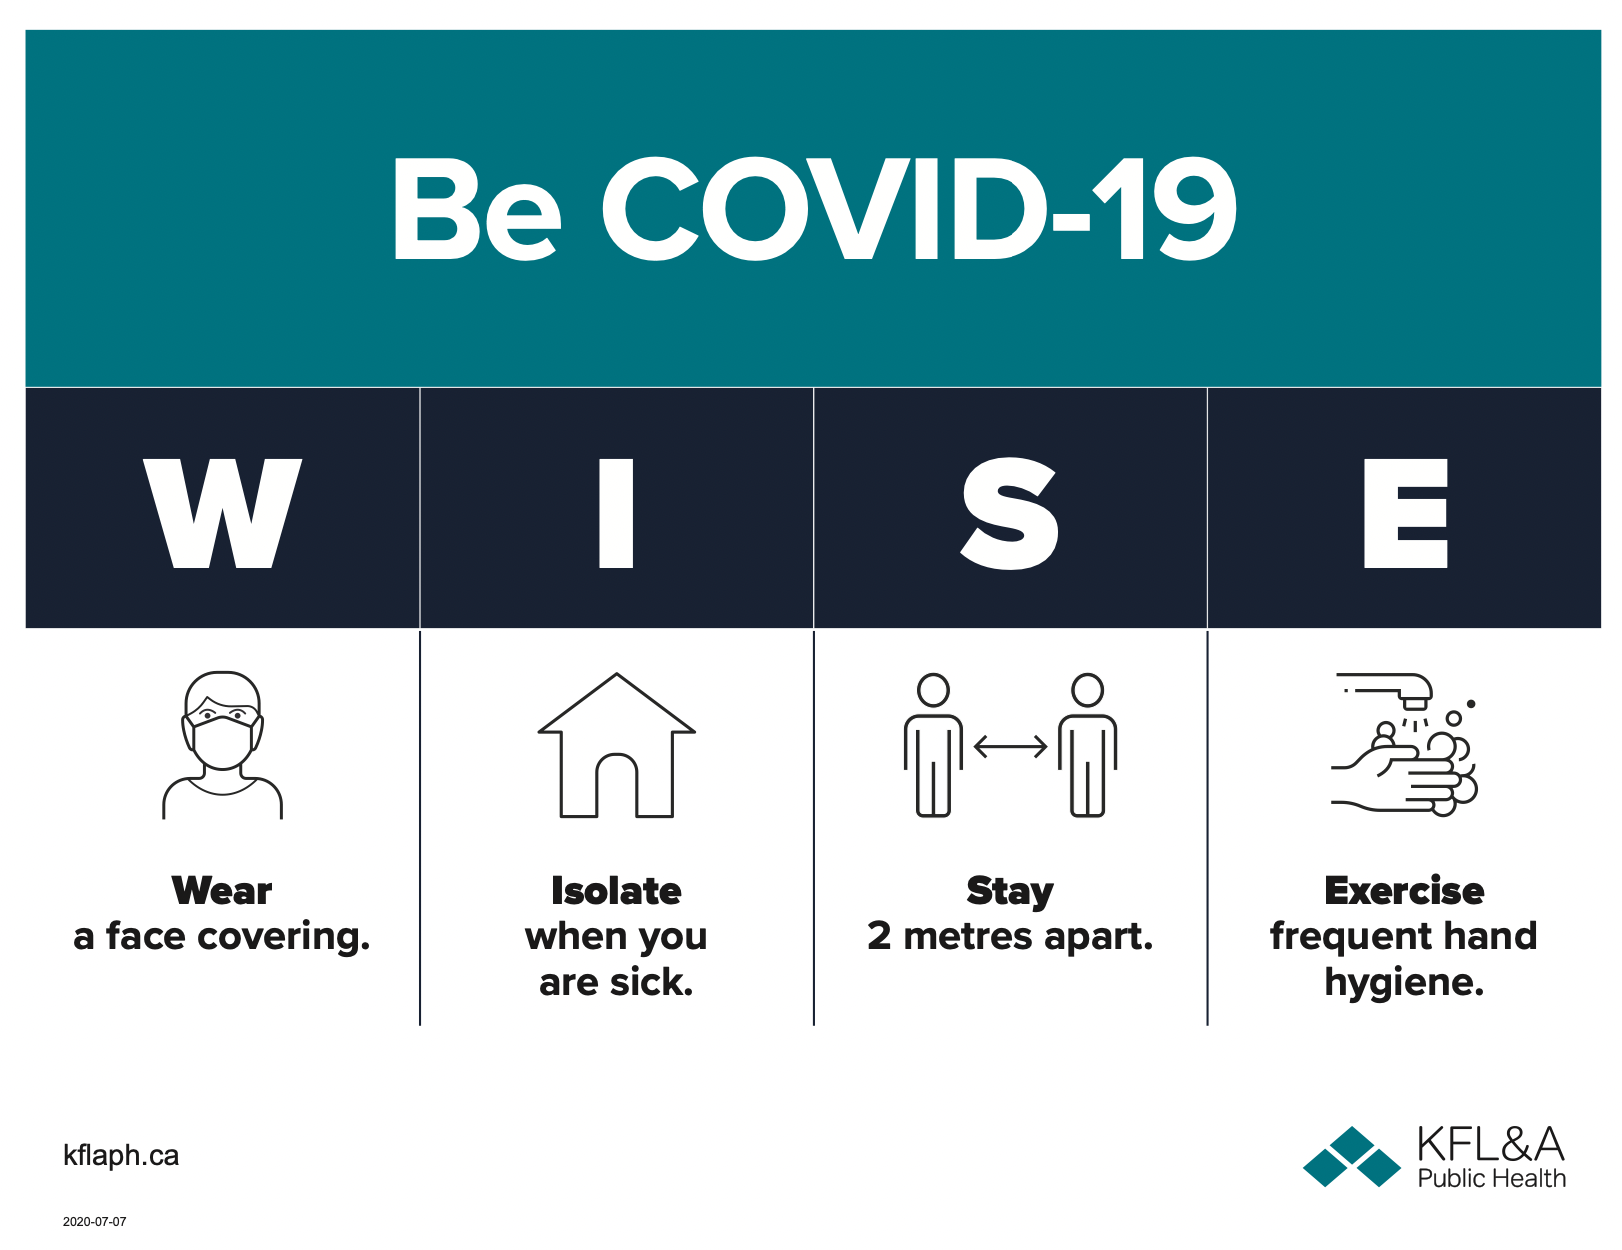 Be COVID-19
W I S E
Wear
a face covering.
Isolate
when you
are sick.
Stay
2 metres apart.
Exercise
frequent hand
hygiene.
kflaph.ca
KFL&A
Public Health
2020-07-07